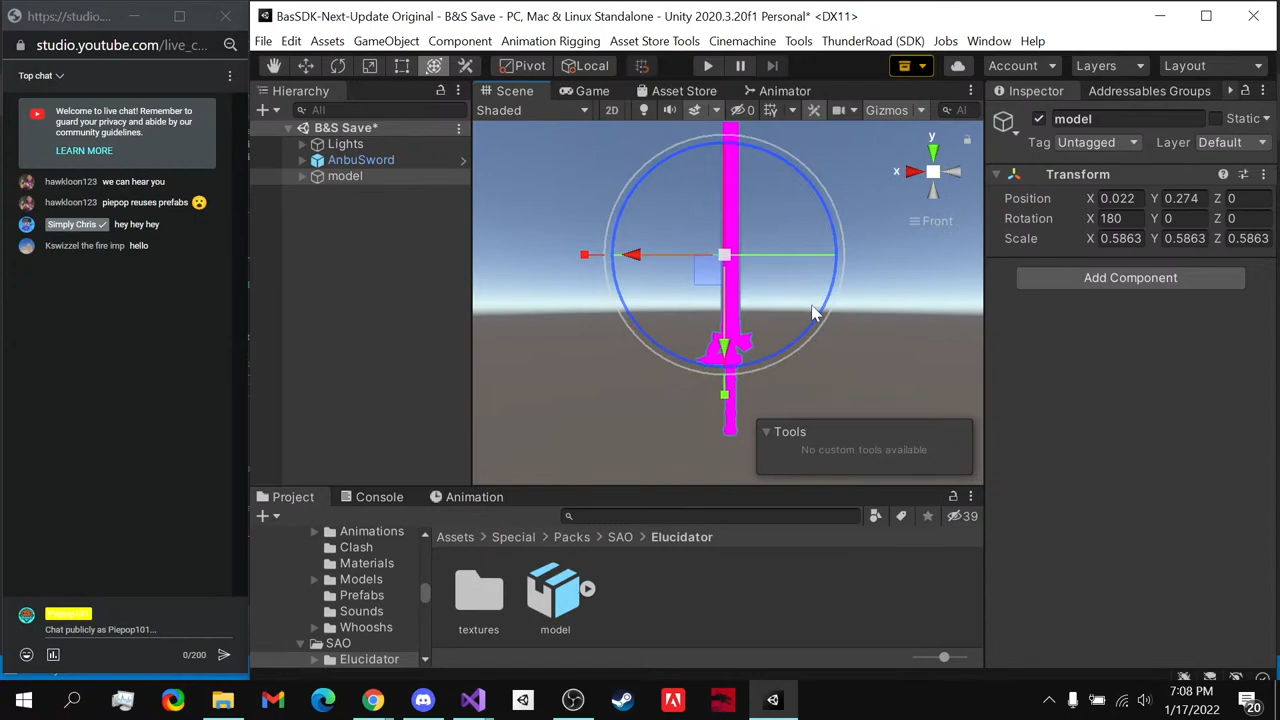 https://studio....
studio.youtube.com/live_c...
Top chat
Welcome to live chat! Remember to
guard your privacy and abide by our
community guidelines.
LEARN MORE
hawkloon123 we can hear you
hawkloon123 piepop reuses prefabs
Simply Chris hey hey hey
Kswizzel the fire imp hello
Piepop101
Chat publicly as Piepop101...
0/200
BasSDK-Next-Update Original - B&S Save - PC, Mac & Linux Standalone - Unity 2020.3.20f1 Personal* <DX11>
File Edit Assets GameObject Component Animation Rigging Asset Store Tools Cinemachine Tools ThunderRoad (SDK) Jobs Window Help
Pivot Local Account Layers Layout
Hierarchy
All
B&S Save*
Lights
AnbuSword
model
Scene Game Asset Store Animator
Shaded 2D 0 Gizmos Al
y
x
Front
Tools
No custom tools available
Inspector Addressables Groups
model Static
Tag Untagged Layer Default
Transform
Position X 0.022 Y 0.274 Z 0
Rotation X 180 Y 0 Z 0
Scale X 0.5863 Y 0.5863 Z 0.5863
Add Component
Project Console Animation
39
Animations
Clash
Materials
Models
Prefabs
Sounds
Whooshs
SAO
Elucidator
Assets Special Packs SAO Elucidator
textures model
7:08 PM
1/17/2022
20